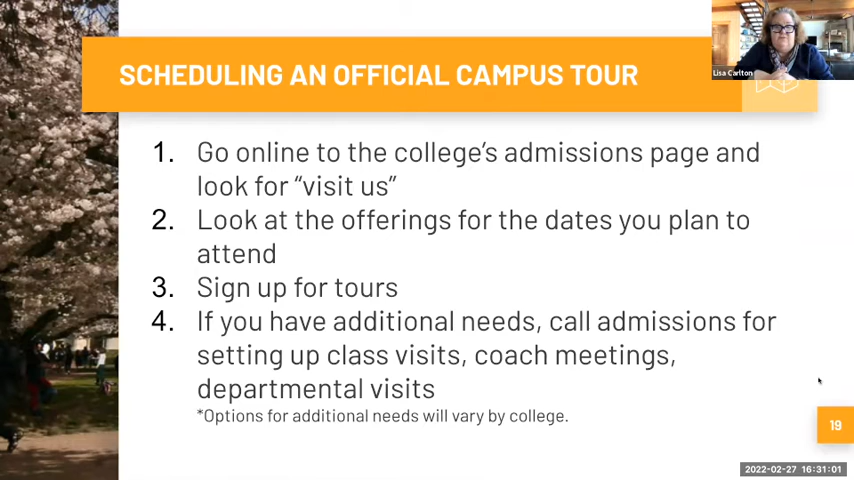 SCHEDULING AN OFFICIAL CAMPUS TOUR
Lisa Carlton
1. Go online to the college's admissions page and
look for “visit us”
2. Look at the offerings for the dates you plan to
attend
3. Sign up for tours
4. If you have additional needs, call admissions for
setting up class visits, coach meetings,
departmental visits
*Options for additional needs will vary by college.
19
2022-02-27 16:31:01